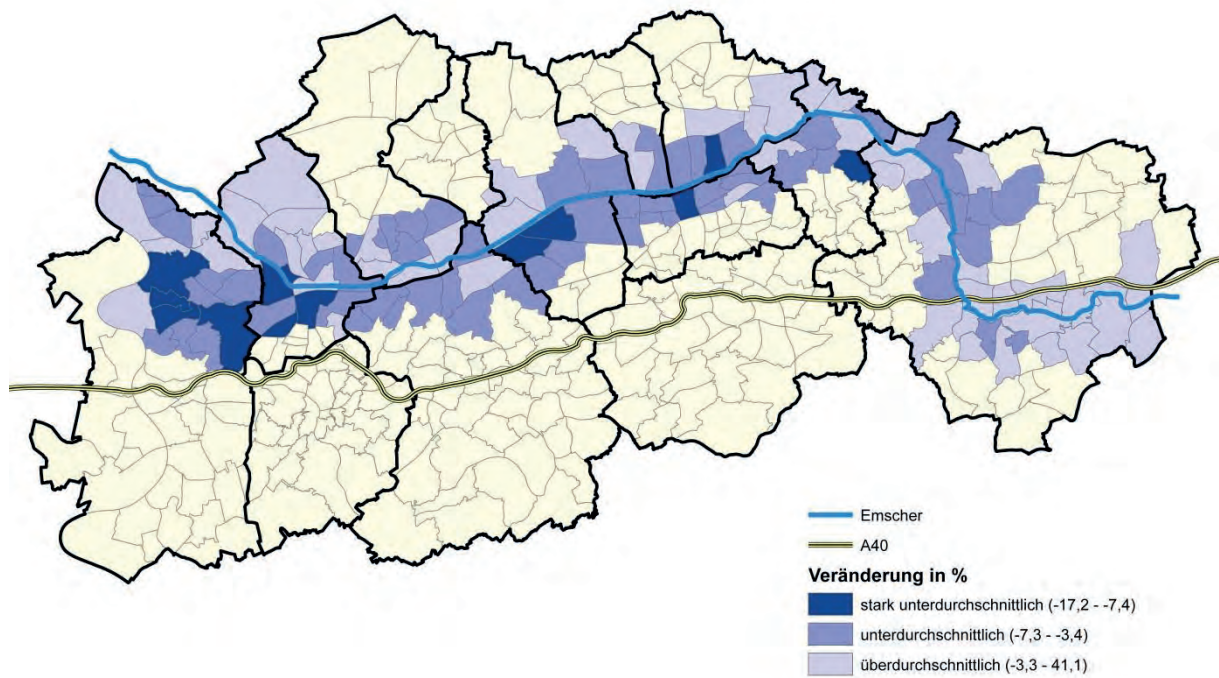 Emscher
A40
Veränderung in %
stark unterdurchschnittlich (-17,2 - -7,4)
unterdurchschnittlich (-7,3 - -3,4)
überdurchschnittlich (-3,3 - 41,1)